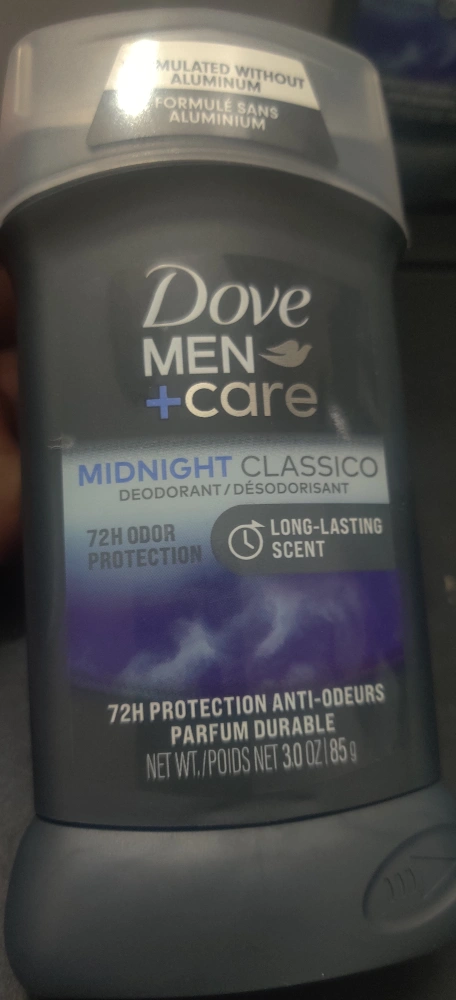 MULATED WITHOUT
ALUMINUM
FORMULÉ SANS
ALUMINIUM
Dove
MEN
+care
MIDNIGHT CLASSICO
DEODORANT/DÉSODORISANT
72H ODOR
PROTECTION
LONG-LASTING
SCENT
72H PROTECTION ANTI-ODEURS
PARFUM DURABLE
NET WT./POIDS NET 3.0 OZ | 85 g